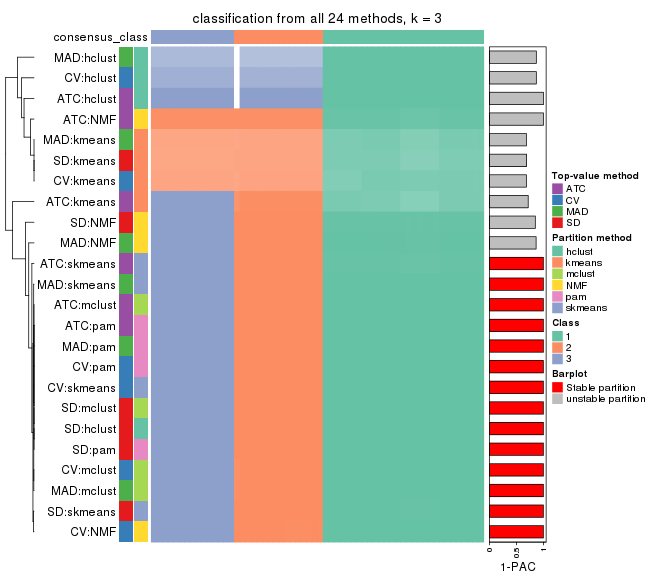 classification from all 24 methods, k = 3
consensus_class
MAD:hclust
CV:hclust
ATC:hclust
ATC:NMF
MAD:kmeans
SD:kmeans
CV:kmeans
ATC:kmeans
SD:NMF
MAD:NMF
ATC:skmeans
MAD:skmeans
ATC:mclust
ATC:pam
MAD:pam
CV:pam
CV:skmeans
SD:mclust
SD:hclust
SD:pam
CV:mclust
MAD:mclust
SD:skmeans
CV:NMF
0
0.5
1
1-PAC
Top-value method
ATC
CV
MAD
SD
Partition method
hclust
kmeans
mclust
NMF
pam
skmeans
Class
1
2
3
Barplot
Stable partition
unstable partition